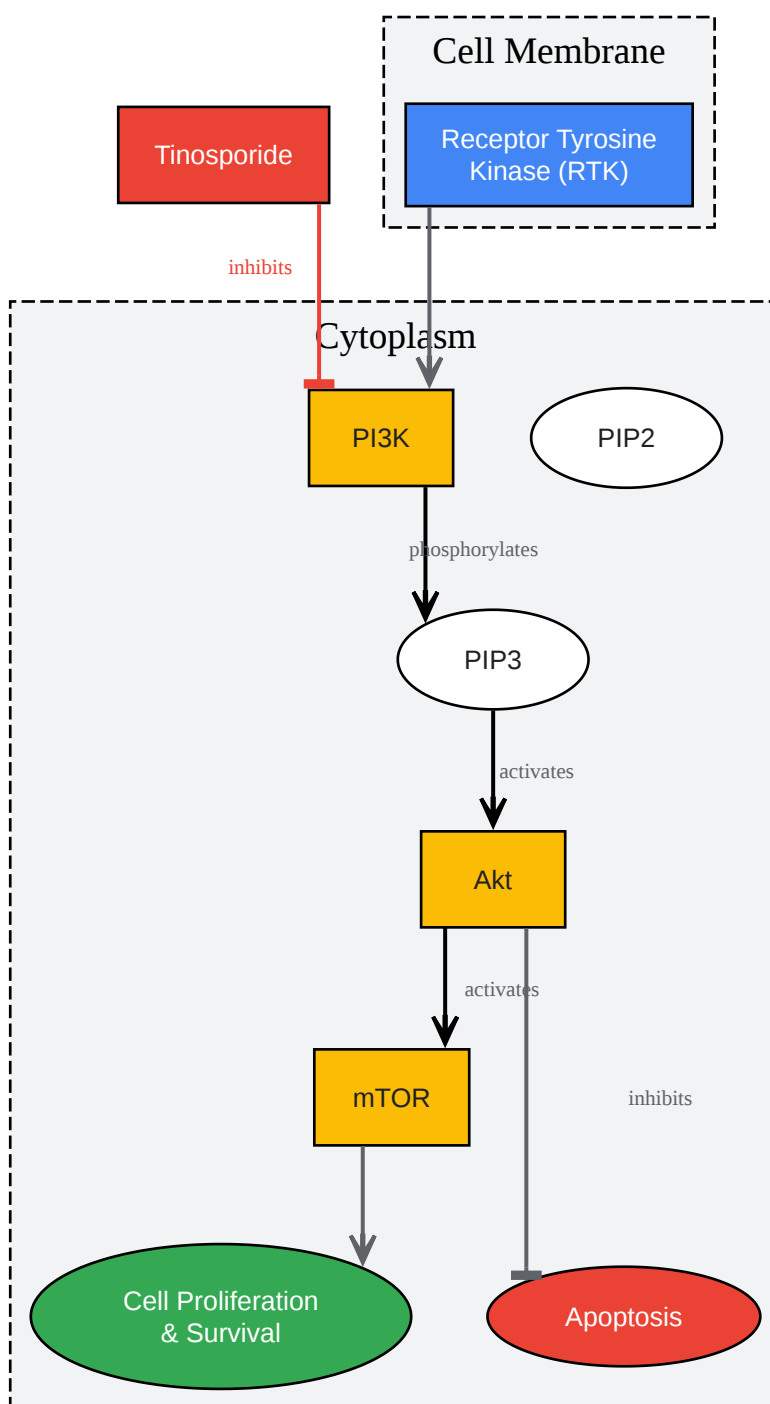 Cell Membrane
Tinosporide
Receptor Tyrosine
Kinase (RTK)
inhibits
Cytoplasm
PI3K
PIP2
phosphorylates
PIP3
activates
Akt
activates
mTOR
inhibits
Cell Proliferation
& Survival
Apoptosis